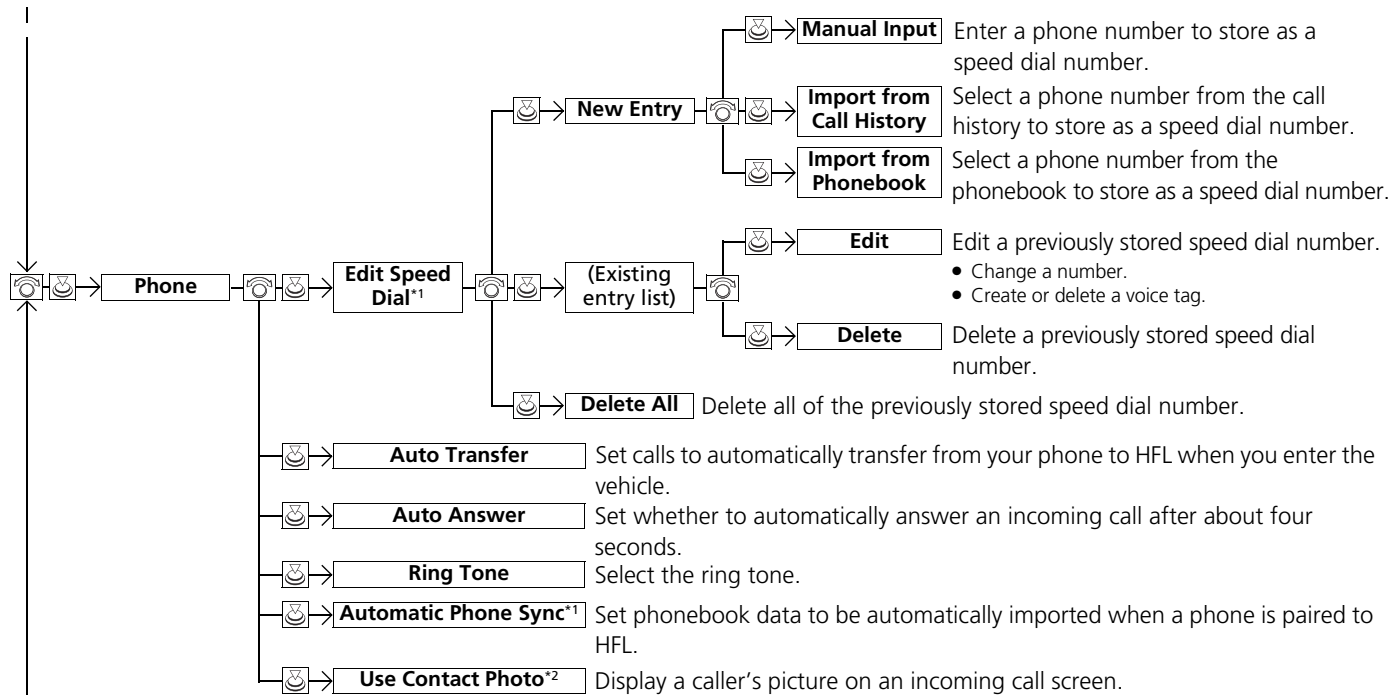 Manual Input
Enter a phone number to store as a
speed dial number.
New Entry
Import from
Call History
Select a phone number from the call
history to store as a speed dial number.
Import from
Phonebook
Select a phone number from the
phonebook to store as a speed dial number.
Phone
Edit Speed
Dial*1
(Existing
entry list)
Edit
Edit a previously stored speed dial number.
• Change a number.
• Create or delete a voice tag.
Delete
Delete a previously stored speed dial
number.
Delete All
Delete all of the previously stored speed dial number.
Auto Transfer
Set calls to automatically transfer from your phone to HFL when you enter the
vehicle.
Auto Answer
Set whether to automatically answer an incoming call after about four
seconds.
Ring Tone
Select the ring tone.
Automatic Phone Sync*1
Set phonebook data to be automatically imported when a phone is paired to
HFL.
Use Contact Photo*2
Display a caller’s picture on an incoming call screen.